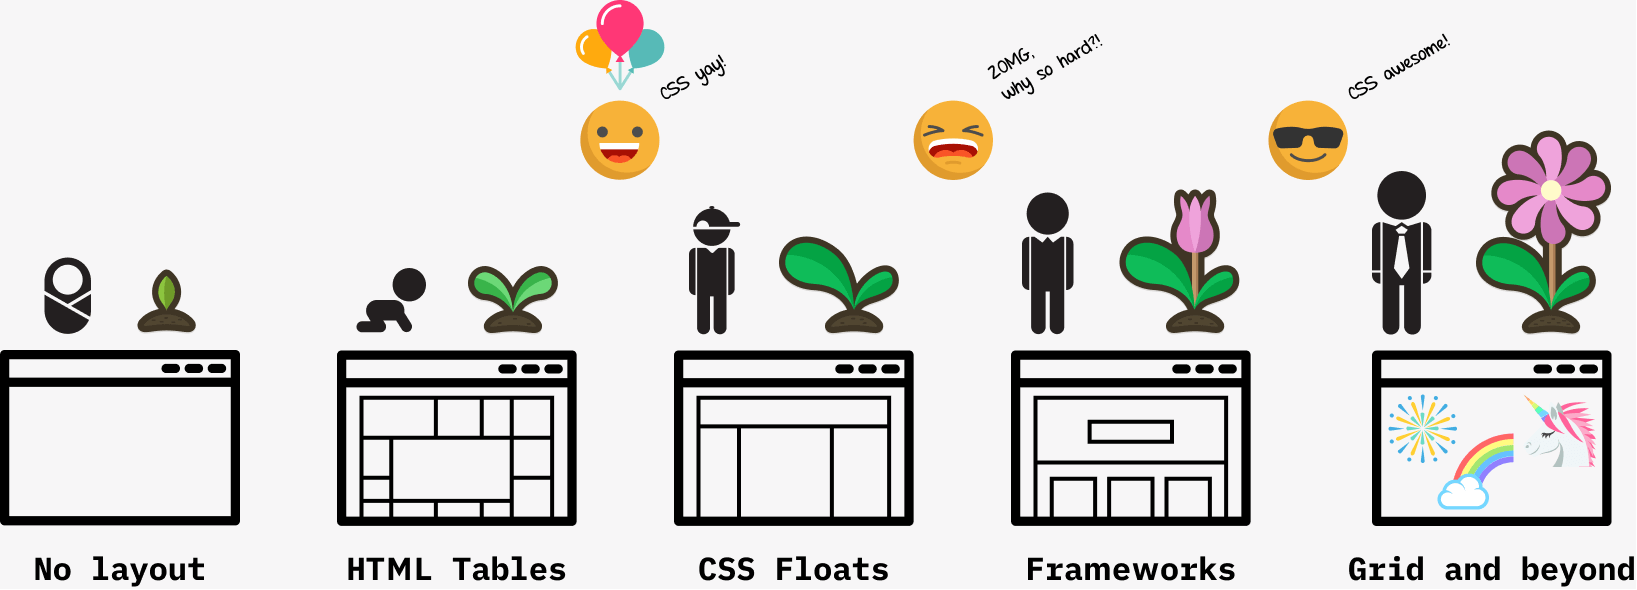 CSS yay!
ZOMG,
why so hard?!
CSS awesome!
No layout
HTML Tables
CSS Floats
Frameworks
Grid and beyond